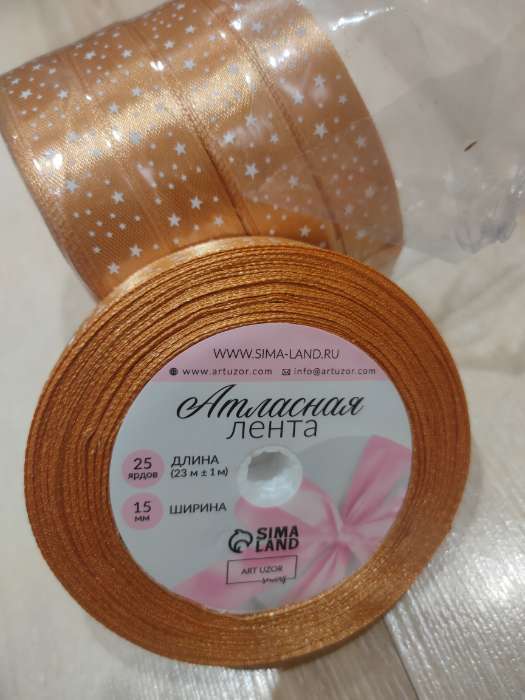 WWW.SIMA-LAND.RU
www.artuzor.com info@artuzor.com
Атласная
лента
25 ярдов
ДЛИНА
(23 м ± 1 м)
15 мм
ШИРИНА
SIMA
LAND
ART UZOR